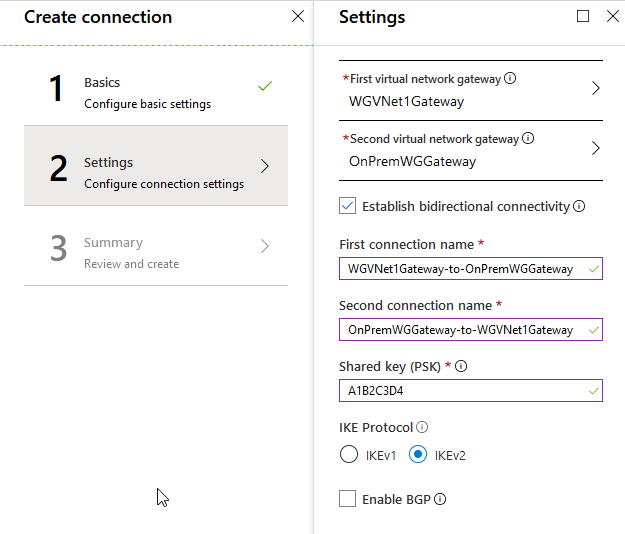 Create connection
1
Basics
Configure basic settings
2
Settings
Configure connection settings
3
Summary
Review and create
Settings
*First virtual network gateway
WGVNet1Gateway
*Second virtual network gateway
OnPremWGGateway
Establish bidirectional connectivity
First connection name *
WGVNet1Gateway-to-OnPremWGGateway
Second connection name *
OnPremWGGateway-to-WGVNet1Gateway
Shared key (PSK) *
A1B2C3D4
IKE Protocol
IKEv1 IKEv2
Enable BGP